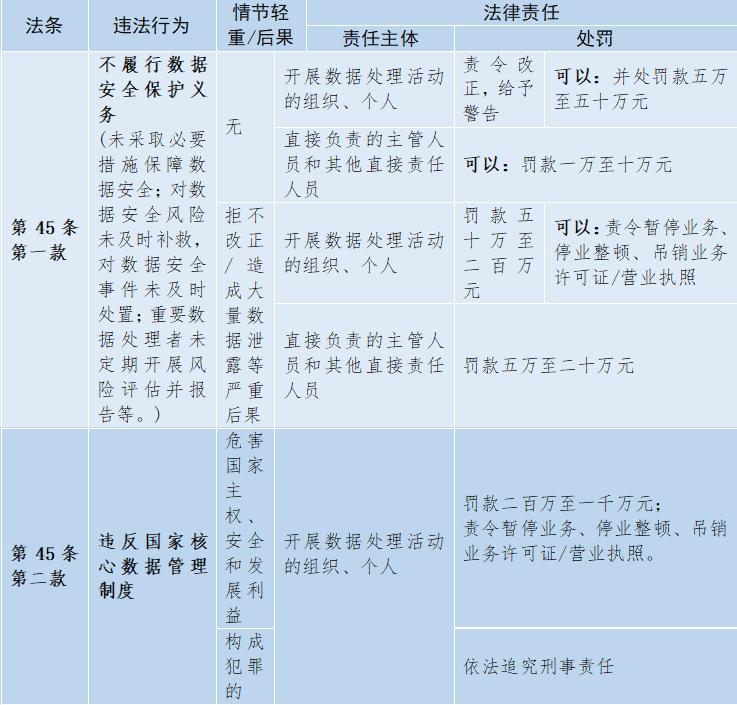 法条
违法行为
情节轻
重/后果
法律责任
责任主体
处罚
第 45 条
第一款
不履行数据
安全保护义
务
(未采取必要
措施保障数
据安全；对数
据安全风险
未及时补救，
对数据安全
事件未及时
处置；重要数
据处理者未
定期开展风
险评估并报
告等。)
无
开展数据处理活动
的组织、个人
责令改
正，给予
警告
可以：并处罚款五万
至五十万元
直接负责的主管人
员和其他直接责任
人员
可以：罚款一万至十万元
拒不
改正
/ 造
成大
量数
据泄
露等
严重
后果
开展数据处理活动
的组织、个人
罚款五
十万至
二百万
元
可以：责令暂停业务、
停业整顿、吊销业务
许可证/营业执照
直接负责的主管人
员和其他直接责任
人员
罚款五万至二十万元
第 45 条
第二款
违反国家核
心数据管理
制度
危害
国家
主
权、
安全
和发
展利
益
开展数据处理活动
的组织、个人
罚款二百万至一千万元；
责令暂停业务、停业整顿、吊销
业务许可证/营业执照。
构成
犯罪
的
依法追究刑事责任